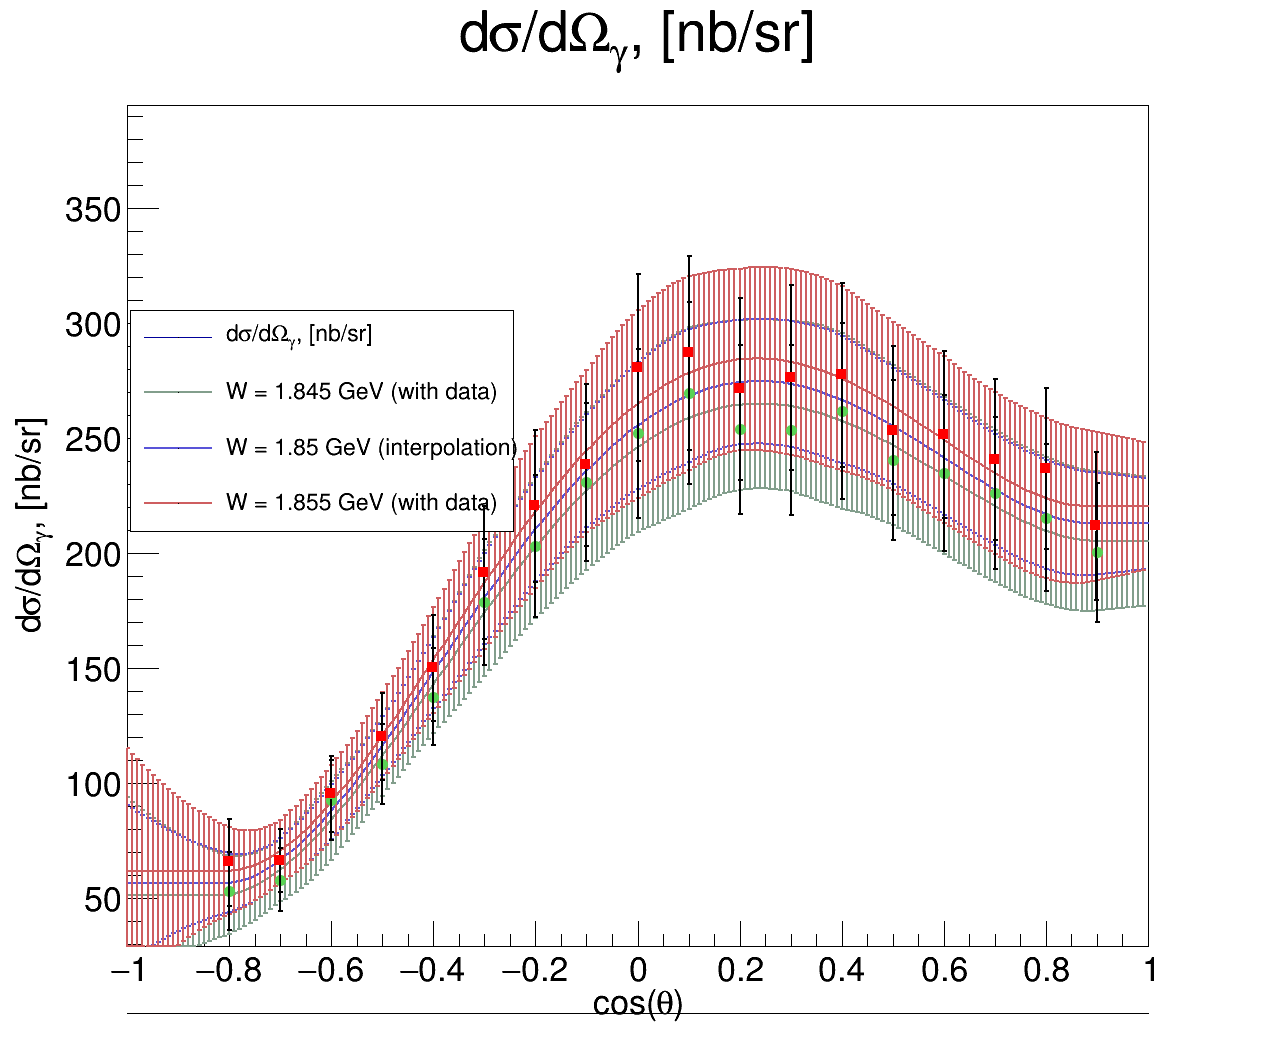 dσ/dΩγ, [nb/sr]
dσ/dΩγ, [nb/sr]
350
300
250
200
150
100
50
dσ/dΩγ, [nb/sr]
W = 1.845 GeV (with data)
W = 1.85 GeV (interpolation)
W = 1.855 GeV (with data)
−1 −0.8 −0.6 −0.4 −0.2 0 0.2 0.4 0.6 0.8 1
cos(θ)